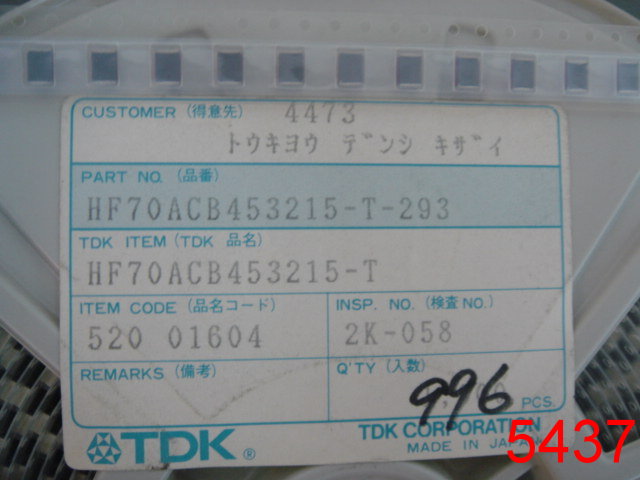 CUSTOMER (得意先) 4473
トウキヨウ デンシ キザイ
PART NO. (品番)
HF70ACB453215-T-293
TDK ITEM (TDK 品名)
HF70ACB453215-T
ITEM CODE (品名コード) INSP. NO. (検査 NO.)
520 01604 2K-058
REMARKS (備考) Q'TY (入数)
996 PCS.
TDK ® TDK CORPORATION
MADE IN JAPAN
5437